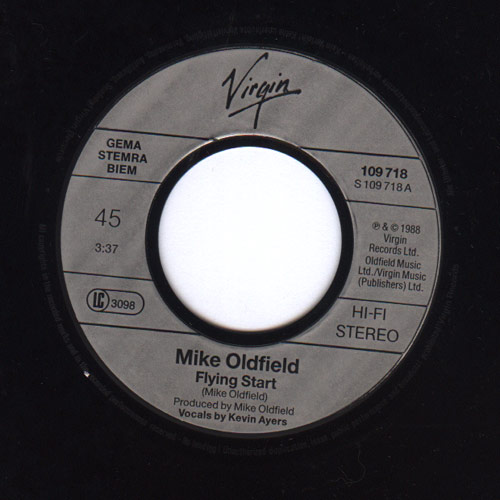 Virgin
GEMA
STEMRA
BIEM
109 718
S 109 718 A
45
3:37
℗ & © 1988
Virgin
Records Ltd.
Oldfield Music
Ltd./Virgin Music
(Publishers) Ltd.
LC 3098
HI-FI
STEREO
Mike Oldfield
Flying Start
(Mike Oldfield)
Produced by Mike Oldfield
Vocals by Kevin Ayers